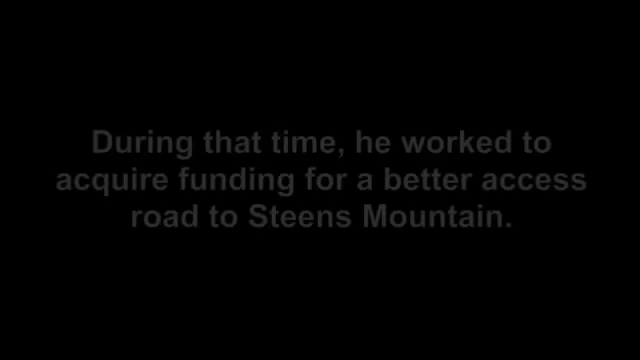 During that time, he worked to
acquire funding for a better access
road to Steens Mountain.